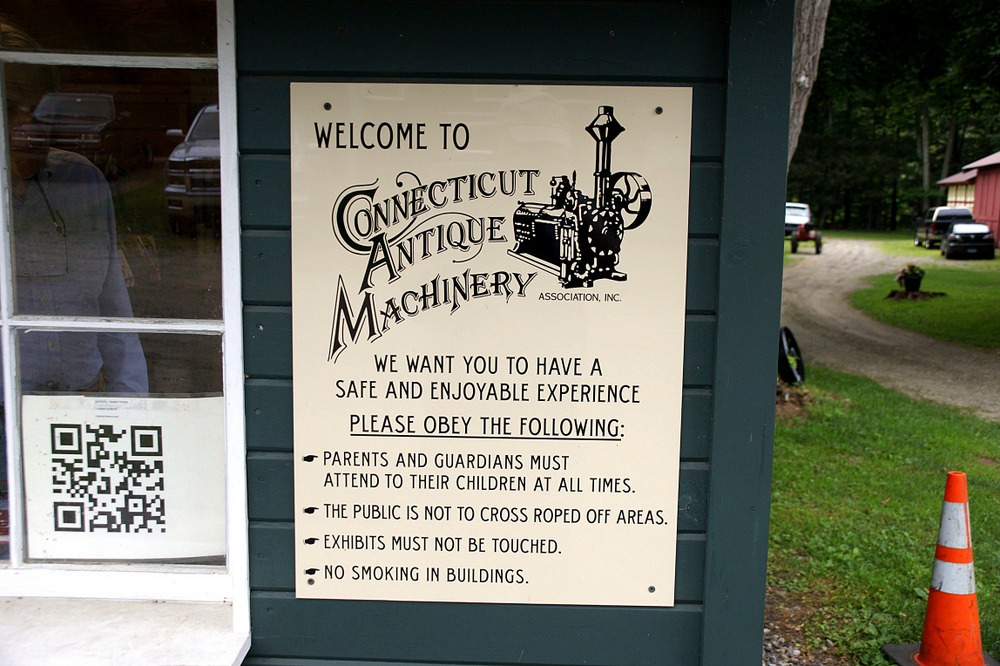 WELCOME TO
CONNECTICUT
ANTIQUE
MACHINERY
ASSOCIATION, INC.
WE WANT YOU TO HAVE A
SAFE AND ENJOYABLE EXPERIENCE
PLEASE OBEY THE FOLLOWING:
PARENTS AND GUARDIANS MUST
ATTEND TO THEIR CHILDREN AT ALL TIMES.
THE PUBLIC IS NOT TO CROSS ROPED OFF AREAS.
EXHIBITS MUST NOT BE TOUCHED.
NO SMOKING IN BUILDINGS.